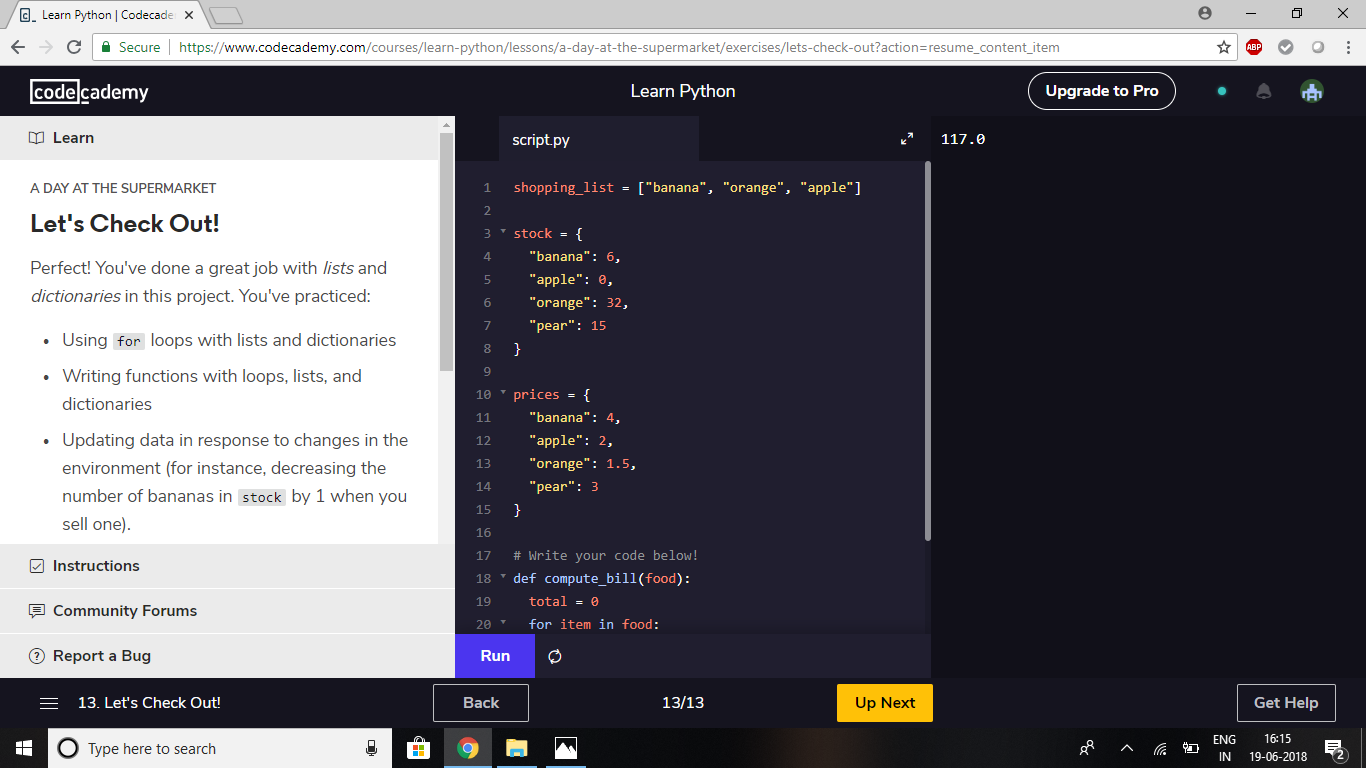 Learn Python | Codecade
Secure
https://www.codecademy.com/courses/learn-python/lessons/a-day-at-the-supermarket/exercises/lets-check-out?action=resume_content_item
ABP
codecademy
Learn Python
Upgrade to Pro
Learn
A DAY AT THE SUPERMARKET
Let's Check Out!
Perfect! You've done a great job with lists and
dictionaries in this project. You've practiced:
• Using for loops with lists and dictionaries
• Writing functions with loops, lists, and
dictionaries
• Updating data in response to changes in the
environment (for instance, decreasing the
number of bananas in stock by 1 when you
sell one).
Instructions
Community Forums
Report a Bug
script.py
1 shopping_list = ["banana", "orange", "apple"]
2
3 stock = {
4 "banana": 6,
5 "apple": 0,
6 "orange": 32,
7 "pear": 15
8 }
9
10 prices = {
11 "banana": 4,
12 "apple": 2,
13 "orange": 1.5,
14 "pear": 3
15 }
16
17 # Write your code below!
18 def compute_bill(food):
19 total = 0
20 for item in food:
Run
117.0
13. Let's Check Out!
Back
13/13
Up Next
Get Help
Type here to search
ENG
IN
16:15
19-06-2018
2